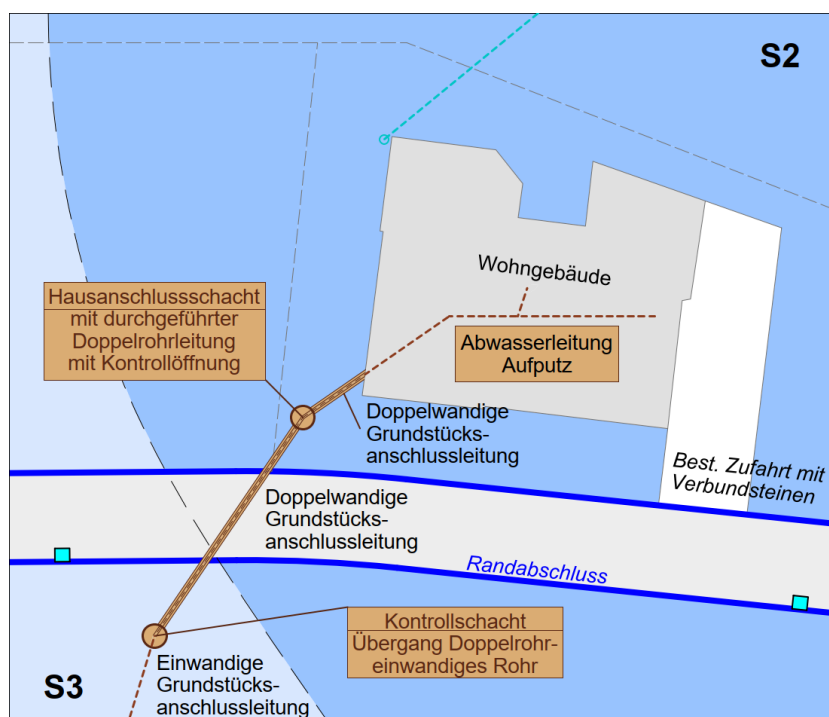 S2
Wohngebäude
Hausanschlussschacht
mit durchgeführter
Doppelrohrleitung
mit Kontrollöffnung
Abwasserleitung
Aufputz
Doppelwandige
Grundstücks-
anschlussleitung
Best. Zufahrt mit
Verbundsteinen
Doppelwandige
Grundstücks-
anschlussleitung
Randabschluss
Kontrollschacht
Übergang Doppelrohr-
einwandiges Rohr
Einwandige
Grundstücks-
anschlussleitung
S3